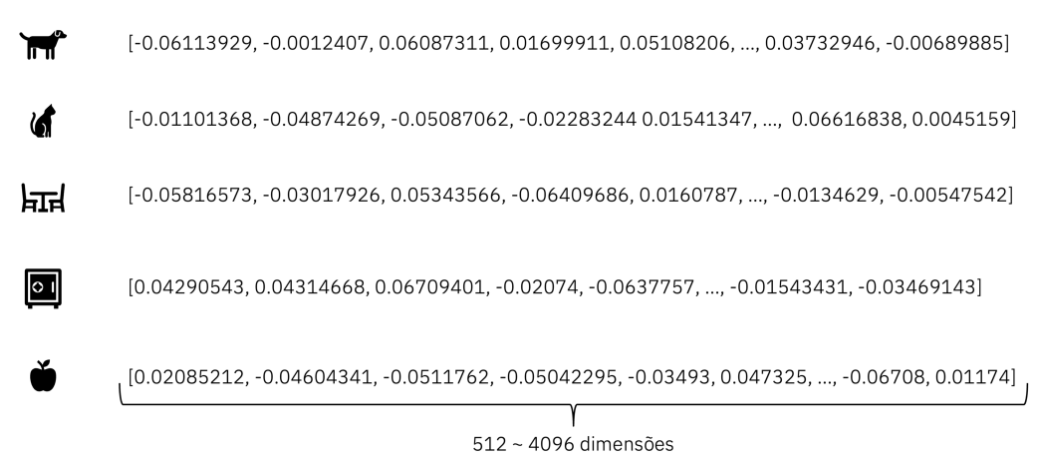 [-0.06113929, -0.0012407, 0.06087311, 0.01699911, 0.05108206, ..., 0.03732946, -0.00689885]
[-0.01101368, -0.04874269, -0.05087062, -0.02283244 0.01541347, ...,  0.06616838, 0.0045159]
[-0.05816573, -0.03017926, 0.05343566, -0.06409686, 0.0160787, ..., -0.0134629, -0.00547542]
[0.04290543, 0.04314668, 0.06709401, -0.02074, -0.0637757, ..., -0.01543431, -0.03469143]
[0.02085212, -0.04604341, -0.0511762, -0.05042295, -0.03493, 0.047325, ..., -0.06708, 0.01174]
512 ~ 4096 dimensões